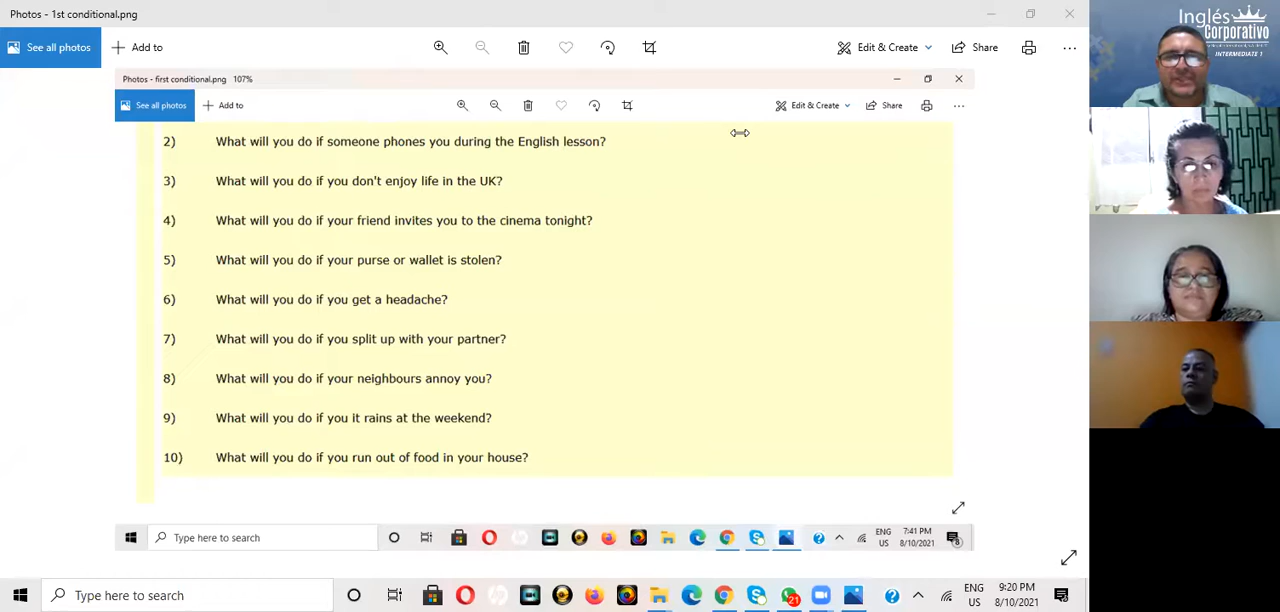 Photos - 1st conditional.png
See all photos
Add to
Edit & Create
Share
Photos - first conditional.png 107%
See all photos
Add to
Edit & Create
Share
2) What will you do if someone phones you during the English lesson?
3) What will you do if you don't enjoy life in the UK?
4) What will you do if your friend invites you to the cinema tonight?
5) What will you do if your purse or wallet is stolen?
6) What will you do if you get a headache?
7) What will you do if you split up with your partner?
8) What will you do if your neighbours annoy you?
9) What will you do if you it rains at the weekend?
10) What will you do if you run out of food in your house?
Type here to search
ENG
US
7:41 PM
8/10/2021
8
Type here to search
21
ENG
US
9:20 PM
8/10/2021
Inglés
Corporativo
INTERMEDIATE 1